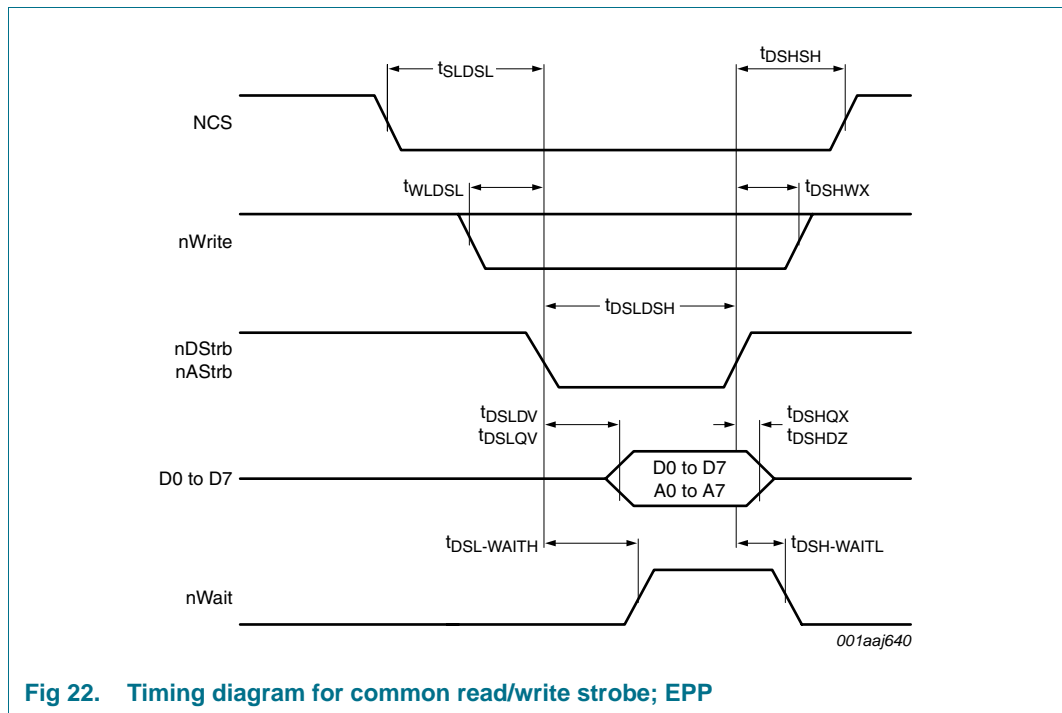 tSLDSL
tDSHSH
NCS
tWLDSL
tDSHWX
nWrite
tDSLDSH
nDStrb
nAStrb
tDSLDV
tDSLQV
tDSHQX
tDSHDZ
D0 to D7
D0 to D7
A0 to A7
tDSL-WAITH
tDSH-WAITL
nWait
001aaj640
Fig 22. Timing diagram for common read/write strobe; EPP